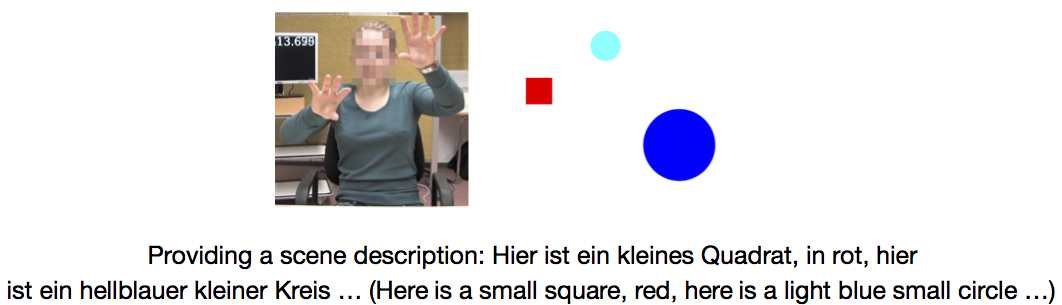 13.698
Providing a scene description: Hier ist ein kleines Quadrat, in rot, hier
ist ein hellblauer kleiner Kreis … (Here is a small square, red, here is a light blue small circle …)